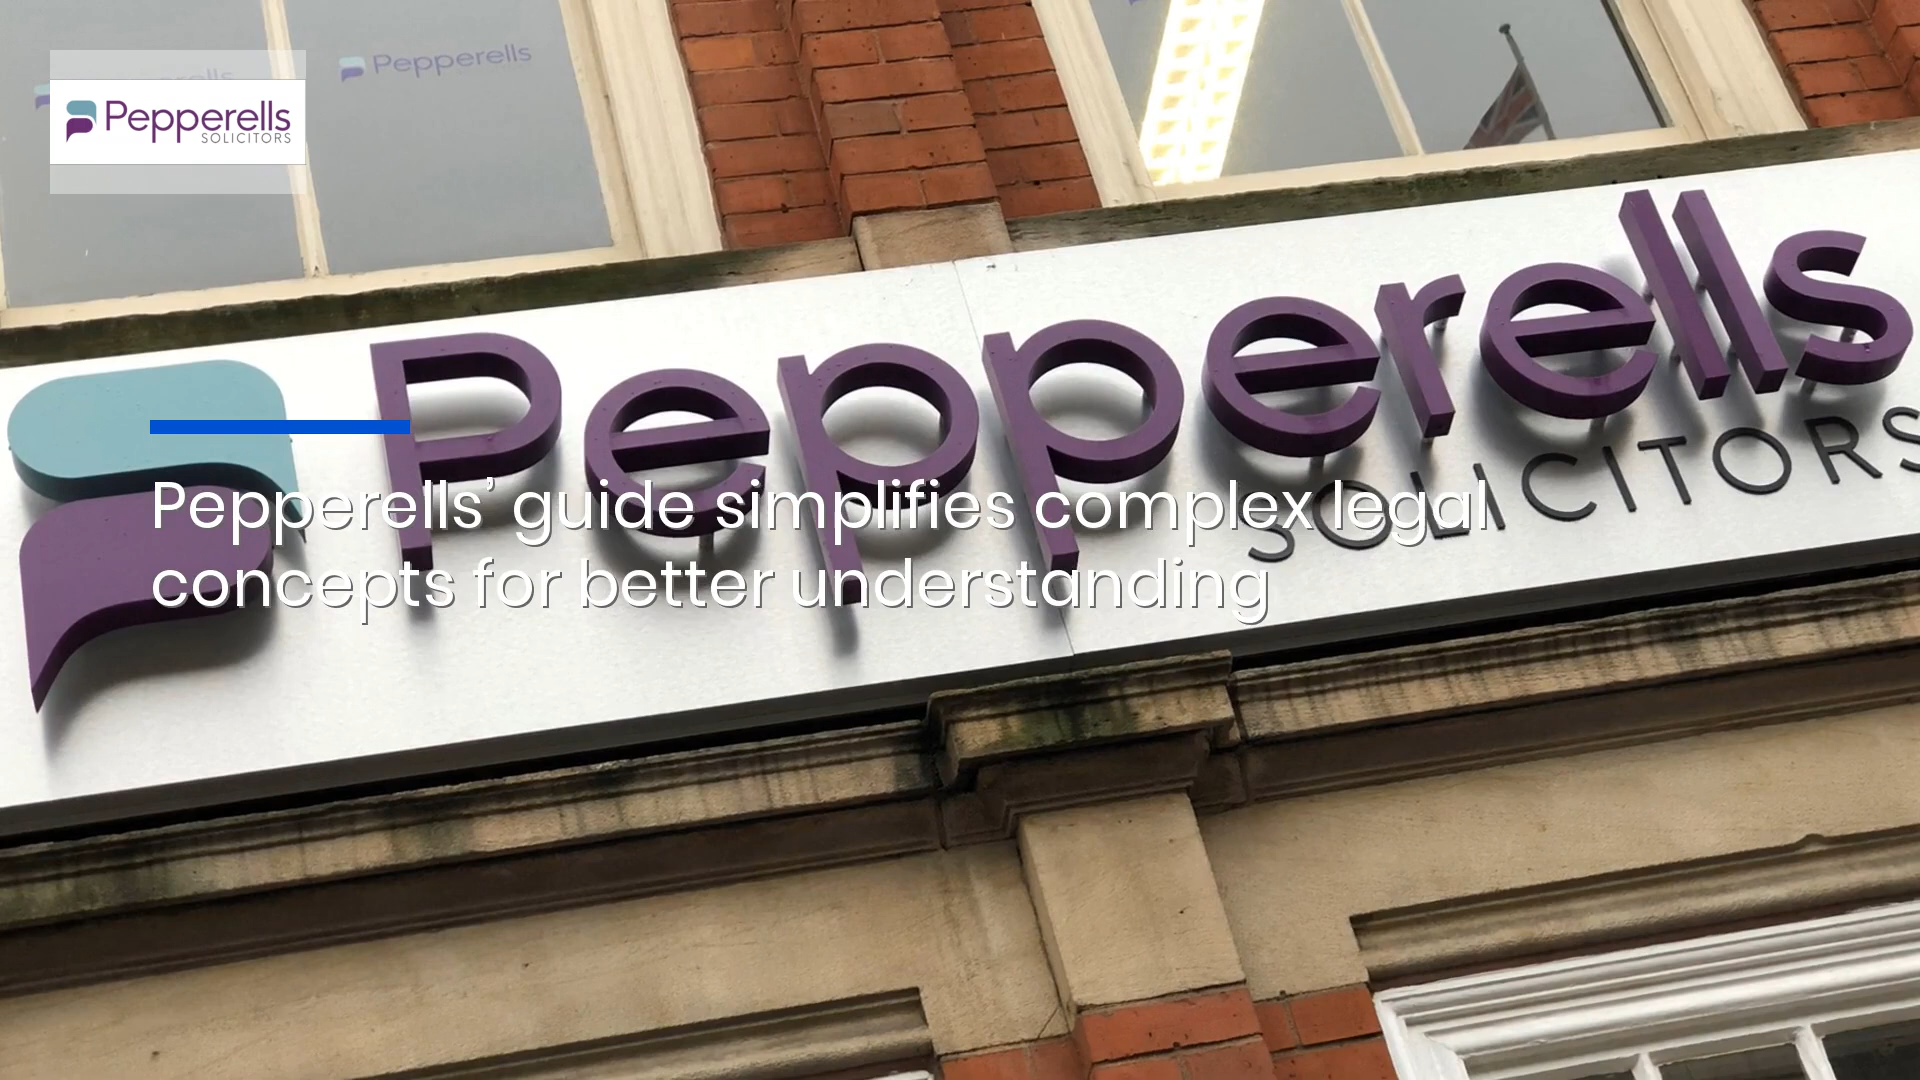 Pepperells
Pepperells
SOLICITORS
Pepperells
SOLICITORS
Pepperells’ guide simplifies complex legal
concepts for better understanding